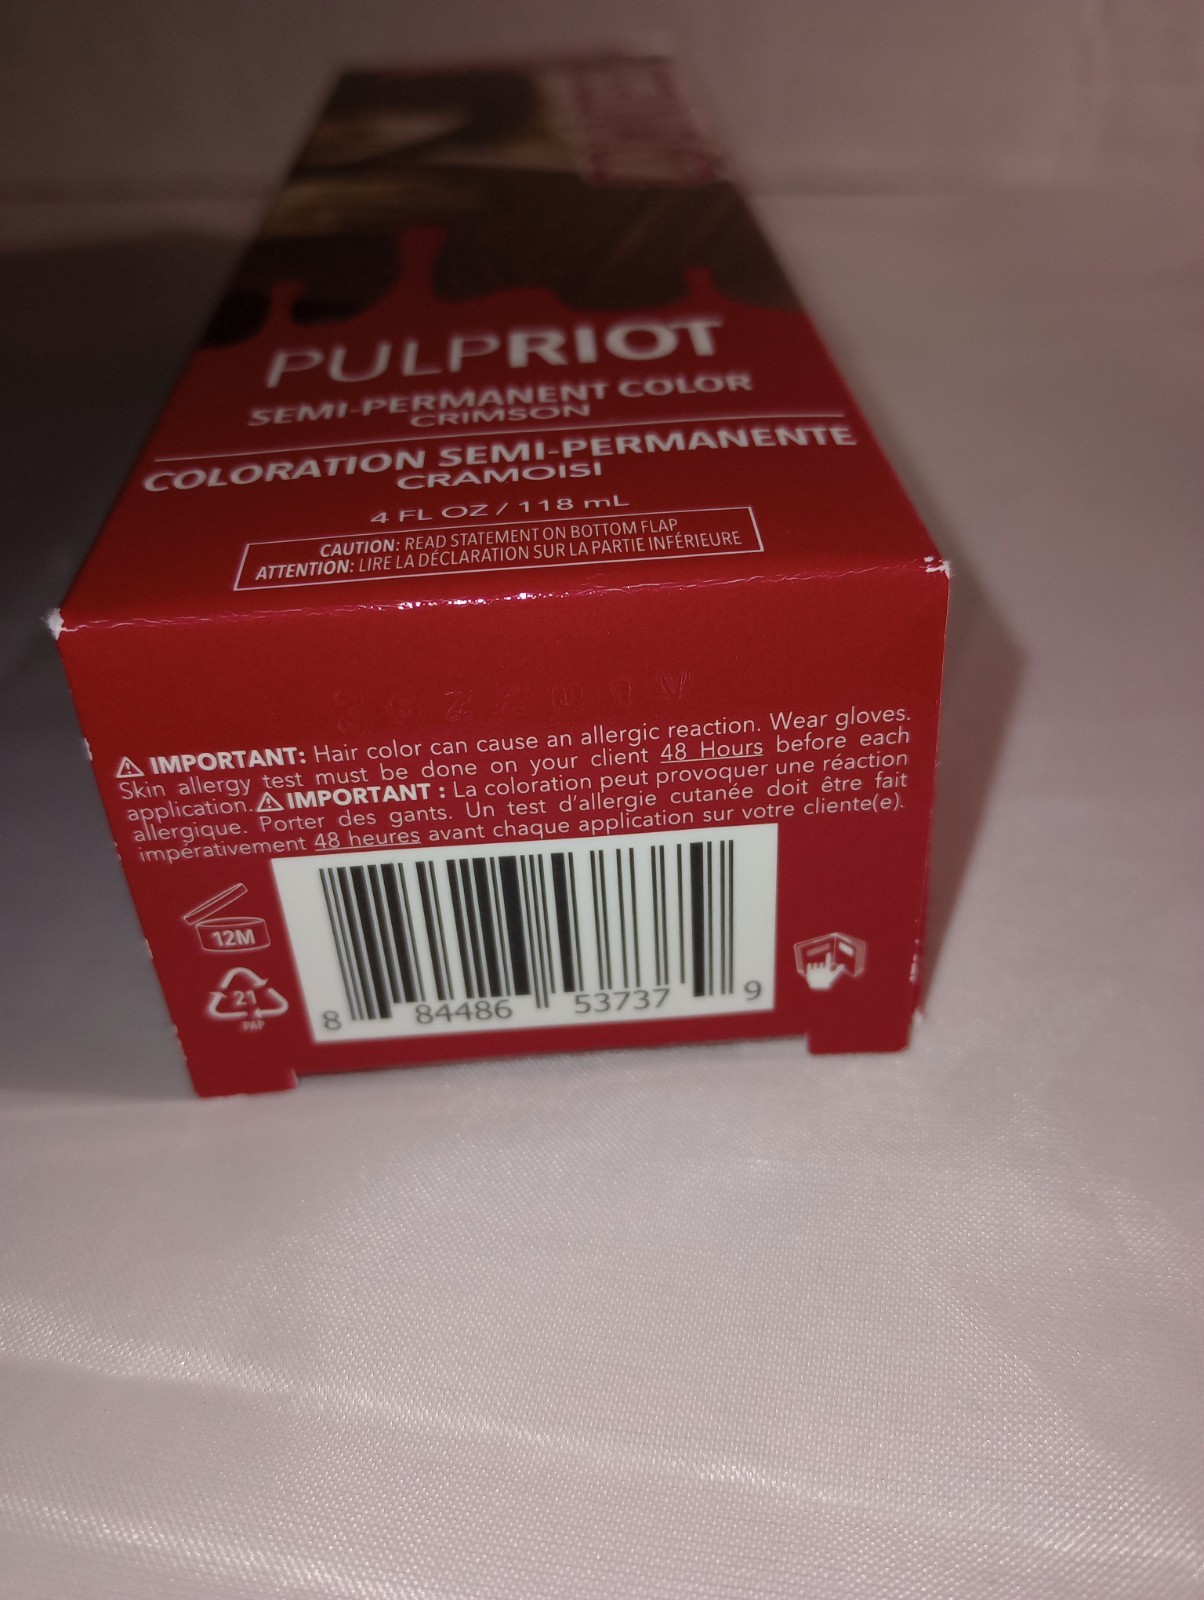 PULPRIOT
SEMI-PERMANENT COLOR
CRIMSON
COLORATION SEMI-PERMANENTE
CRAMOISI
4 FL OZ / 118 mL
CAUTION: READ STATEMENT ON BOTTOM FLAP
ATTENTION: LIRE LA DÉCLARATION SUR LA PARTIE INFÉRIEURE
⚠ IMPORTANT: Hair color can cause an allergic reaction. Wear gloves.
Skin allergy test must be done on your client 48 Hours before each
application. ⚠ IMPORTANT : La coloration peut provoquer une réaction
allergique. Porter des gants. Un test d'allergie cutanée doit être fait
impérativement 48 heures avant chaque application sur votre cliente(e).
12M
21
PAP
8 84486 53737 9